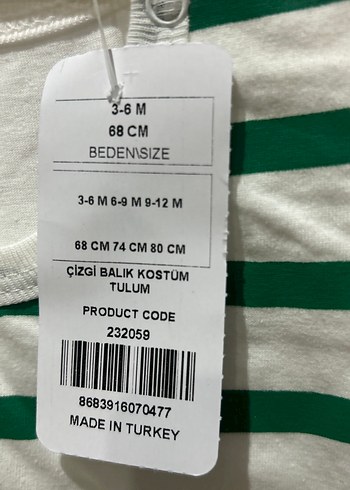 3-6 M
68 CM
BEDEN\SIZE
3-6 M 6-9 M 9-12 M
68 CM 74 CM 80 CM
ÇİZGİ BALIK KOSTÜM
TULUM
PRODUCT CODE
232059
8683916070477
MADE IN TURKEY